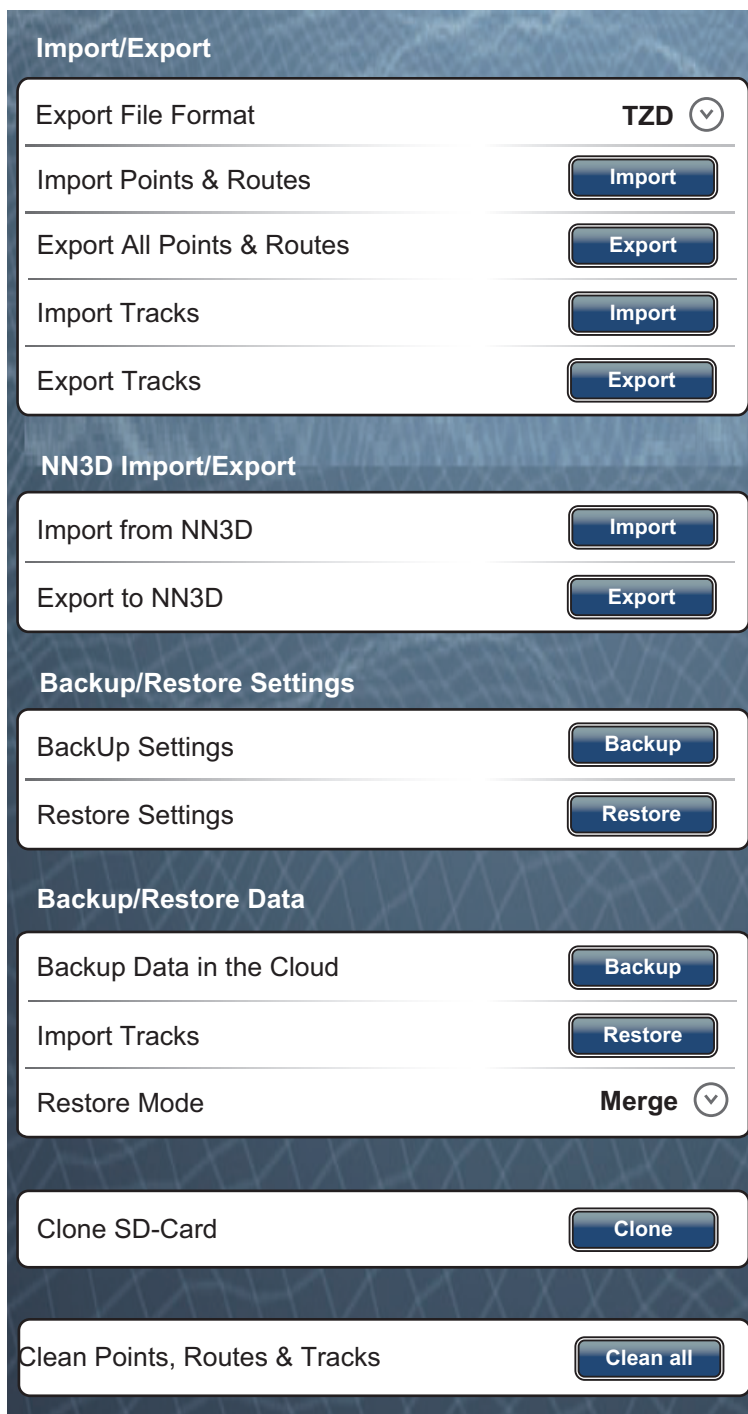 Import/Export
Export File Format TZD
Import Points & Routes Import
Export All Points & Routes Export
Import Tracks Import
Export Tracks Export
NN3D Import/Export
Import from NN3D Import
Export to NN3D Export
Backup/Restore Settings
BackUp Settings Backup
Restore Settings Restore
Backup/Restore Data
Backup Data in the Cloud Backup
Import Tracks Restore
Restore Mode Merge
Clone SD-Card Clone
Clean Points, Routes & Tracks Clean all